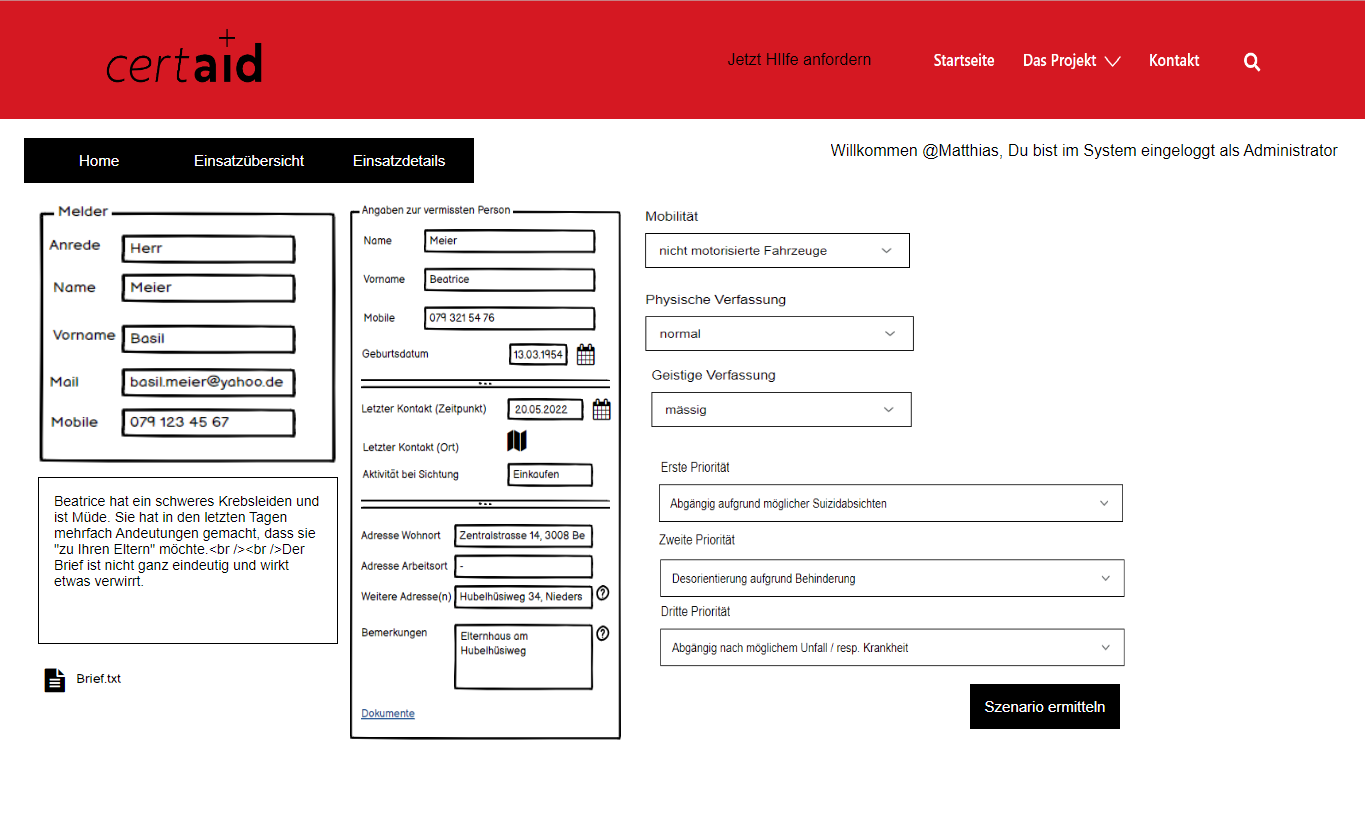 certaid
Jetzt HIlfe anfordern
Startseite
Das Projekt
Kontakt
Home
Einsatzübersicht
Einsatzdetails
Willkommen @Matthias, Du bist im System eingeloggt als Administrator
Melder
Anrede
Herr
Name
Meier
Vorname
Basil
Mail
basil.meier@yahoo.de
Mobile
079 123 45 67
Beatrice hat ein schweres Krebsleiden und
ist Müde. Sie hat in den letzten Tagen
mehrfach Andeutungen gemacht, dass sie
"zu Ihren Eltern" möchte.<br /><br />Der
Brief ist nicht ganz eindeutig und wirkt
etwas verwirrt.
Brief.txt
Angaben zur vermissten Person
Name
Meier
Vorname
Beatrice
Mobile
079 321 54 76
Geburtsdatum
13.03.1954
Letzter Kontakt (Zeitpunkt)
20.05.2022
Letzter Kontakt (Ort)
Aktivität bei Sichtung
Einkaufen
Adresse Wohnort
Zentralstrasse 14, 3008 Be
Adresse Arbeitsort
-
Weitere Adresse(n)
Hubelhüsiweg 34, Nieders
Bemerkungen
Elternhaus am
Hubelhüsiweg
Dokumente
Mobilität
nicht motorisierte Fahrzeuge
Physische Verfassung
normal
Geistige Verfassung
mässig
Erste Priorität
Abgängig aufgrund möglicher Suizidabsichten
Zweite Priorität
Desorientierung aufgrund Behinderung
Dritte Priorität
Abgängig nach möglichem Unfall / resp. Krankheit
Szenario ermitteln